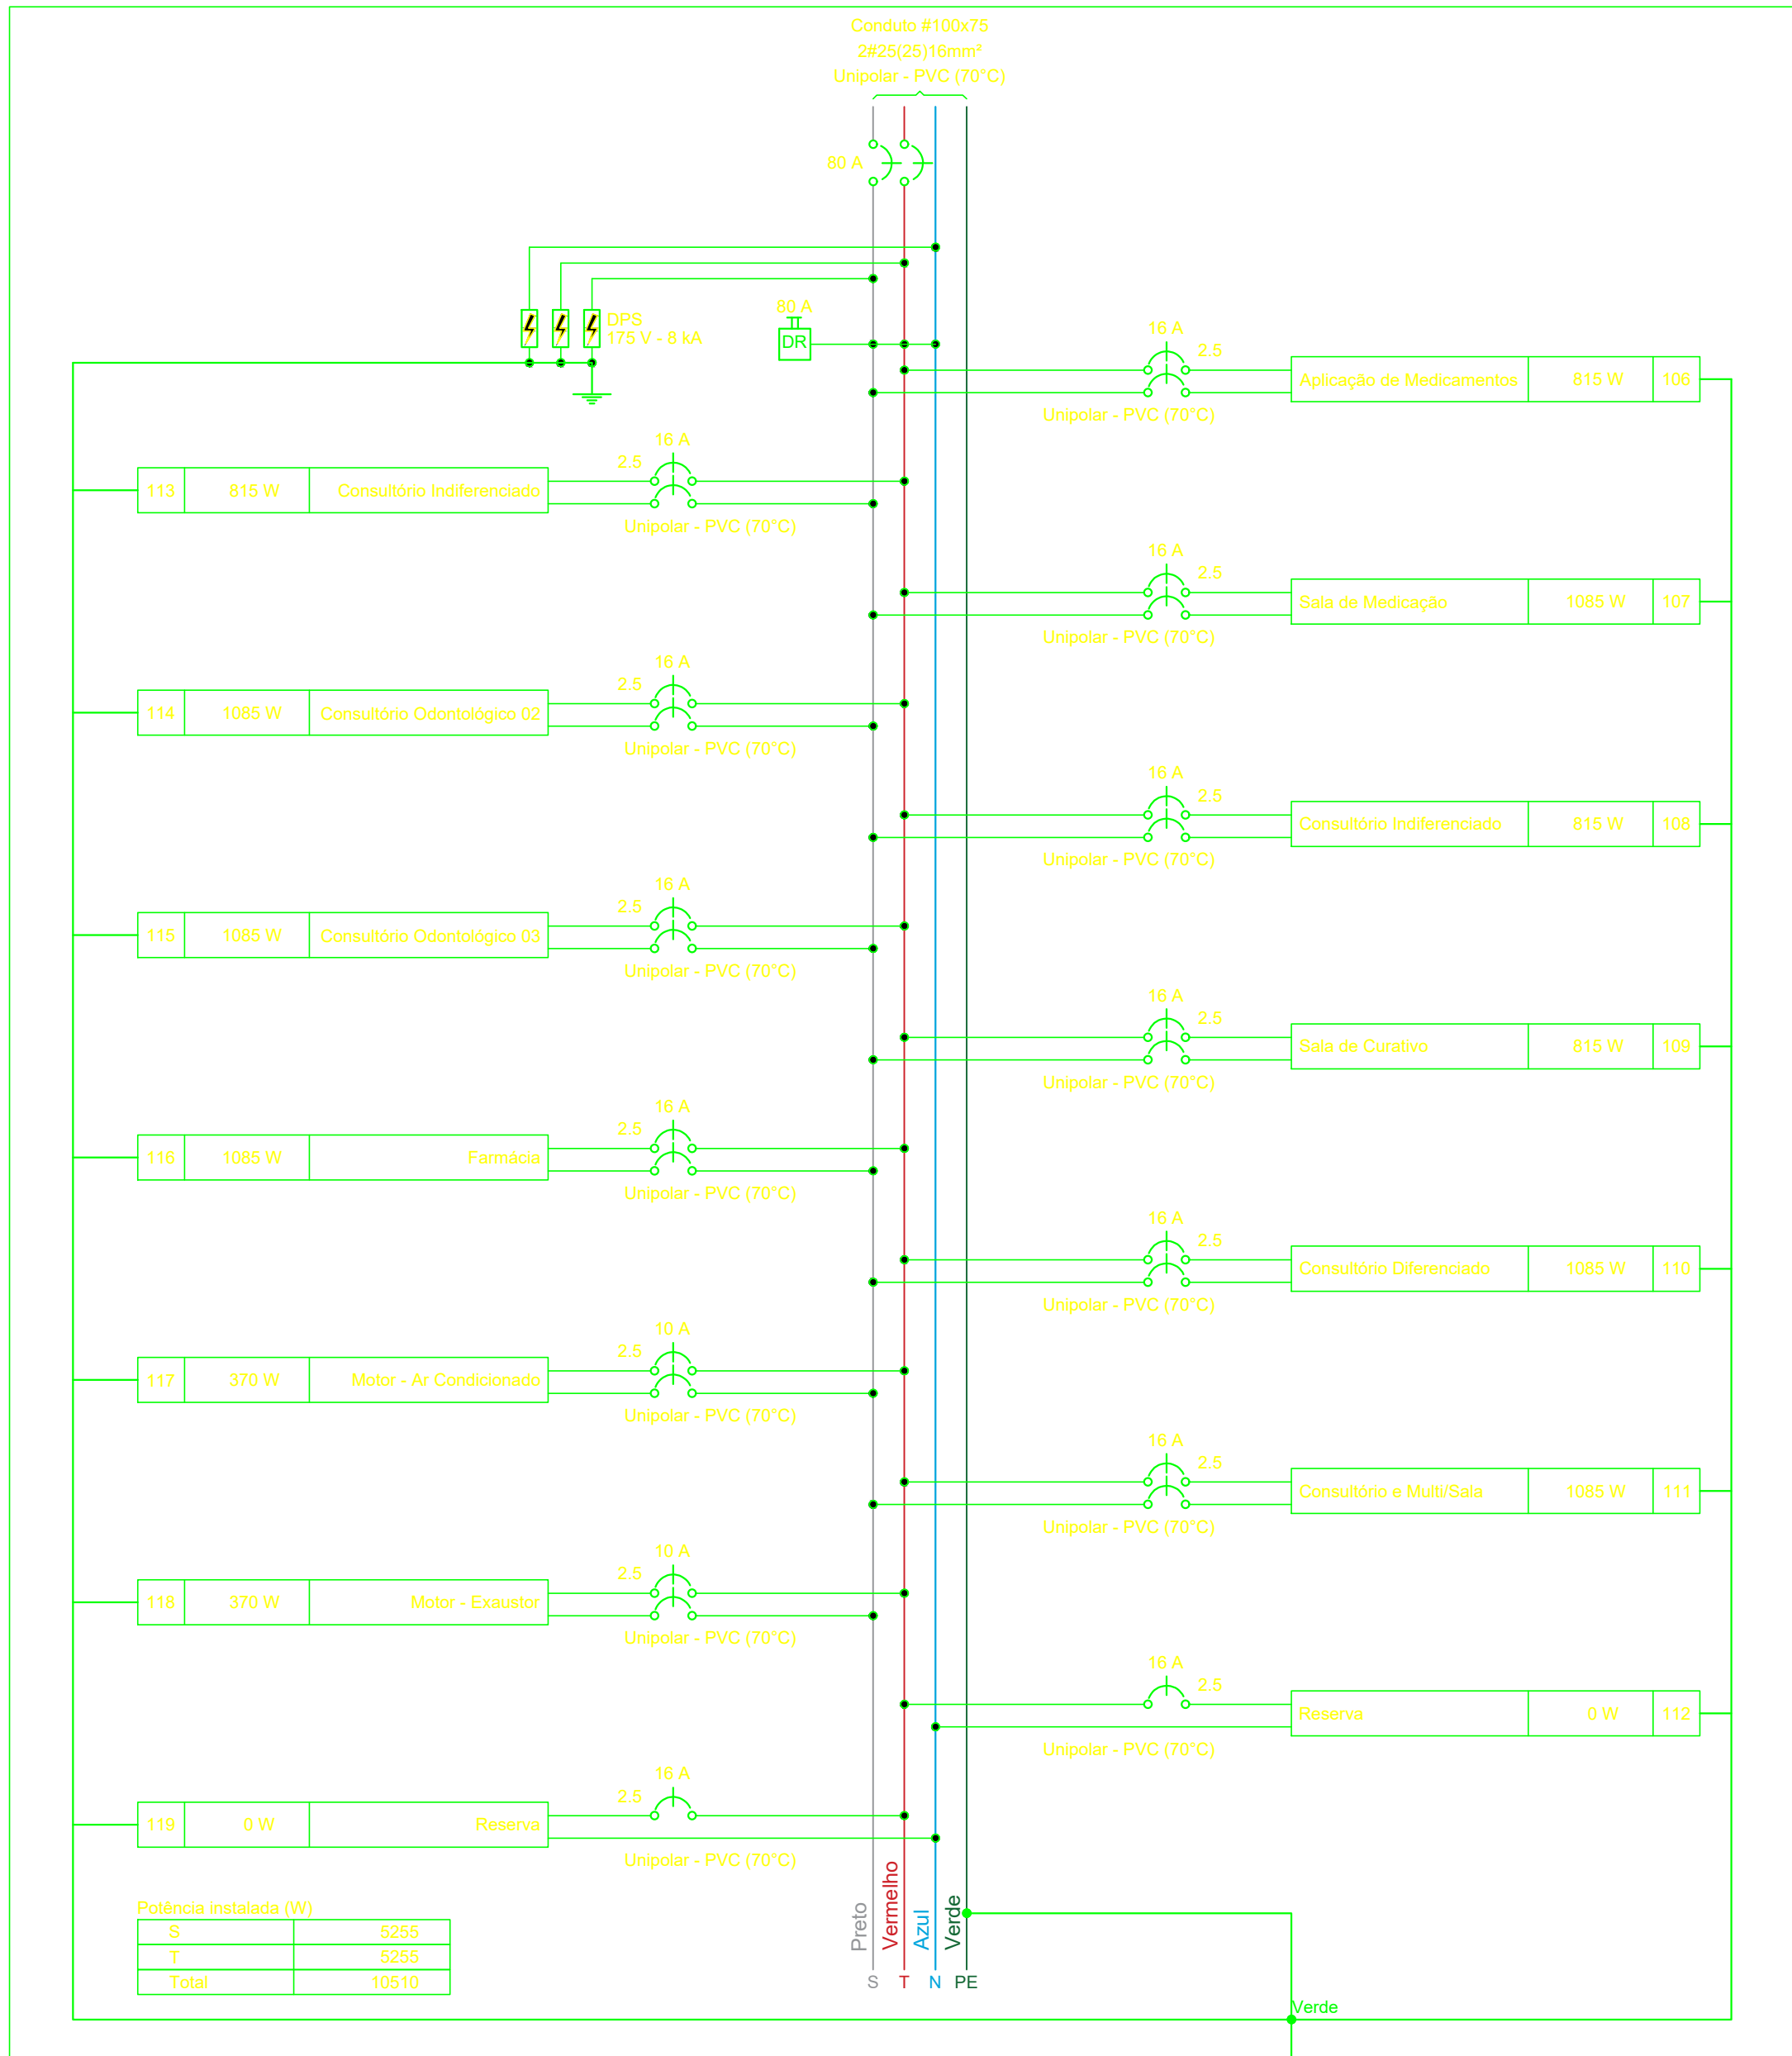 Conduto #100x75
2#25(25)16mm²
Unipolar - PVC (70°C)
80 A
DPS
175 V - 8 kA
80 A
DR
16 A
2.5
Aplicação de Medicamentos 815 W 106
Unipolar - PVC (70°C)
16 A
2.5
113 815 W Consultório Indiferenciado
Unipolar - PVC (70°C)
16 A
2.5
Sala de Medicação 1085 W 107
Unipolar - PVC (70°C)
16 A
2.5
114 1085 W Consultório Odontológico 02
Unipolar - PVC (70°C)
16 A
2.5
Consultório Indiferenciado 815 W 108
Unipolar - PVC (70°C)
16 A
2.5
115 1085 W Consultório Odontológico 03
Unipolar - PVC (70°C)
16 A
2.5
Sala de Curativo 815 W 109
Unipolar - PVC (70°C)
16 A
2.5
116 1085 W Farmácia
Unipolar - PVC (70°C)
16 A
2.5
Consultório Diferenciado 1085 W 110
Unipolar - PVC (70°C)
10 A
2.5
117 370 W Motor - Ar Condicionado
Unipolar - PVC (70°C)
16 A
2.5
Consultório e Multi/Sala 1085 W 111
Unipolar - PVC (70°C)
10 A
2.5
118 370 W Motor - Exaustor
Unipolar - PVC (70°C)
16 A
2.5
Reserva 0 W 112
Unipolar - PVC (70°C)
16 A
2.5
119 0 W Reserva
Unipolar - PVC (70°C)
Potência instalada (W)
S 5255
T 5255
Total 10510
Preto
Vermelho
Azul
Verde
S T N PE
Verde